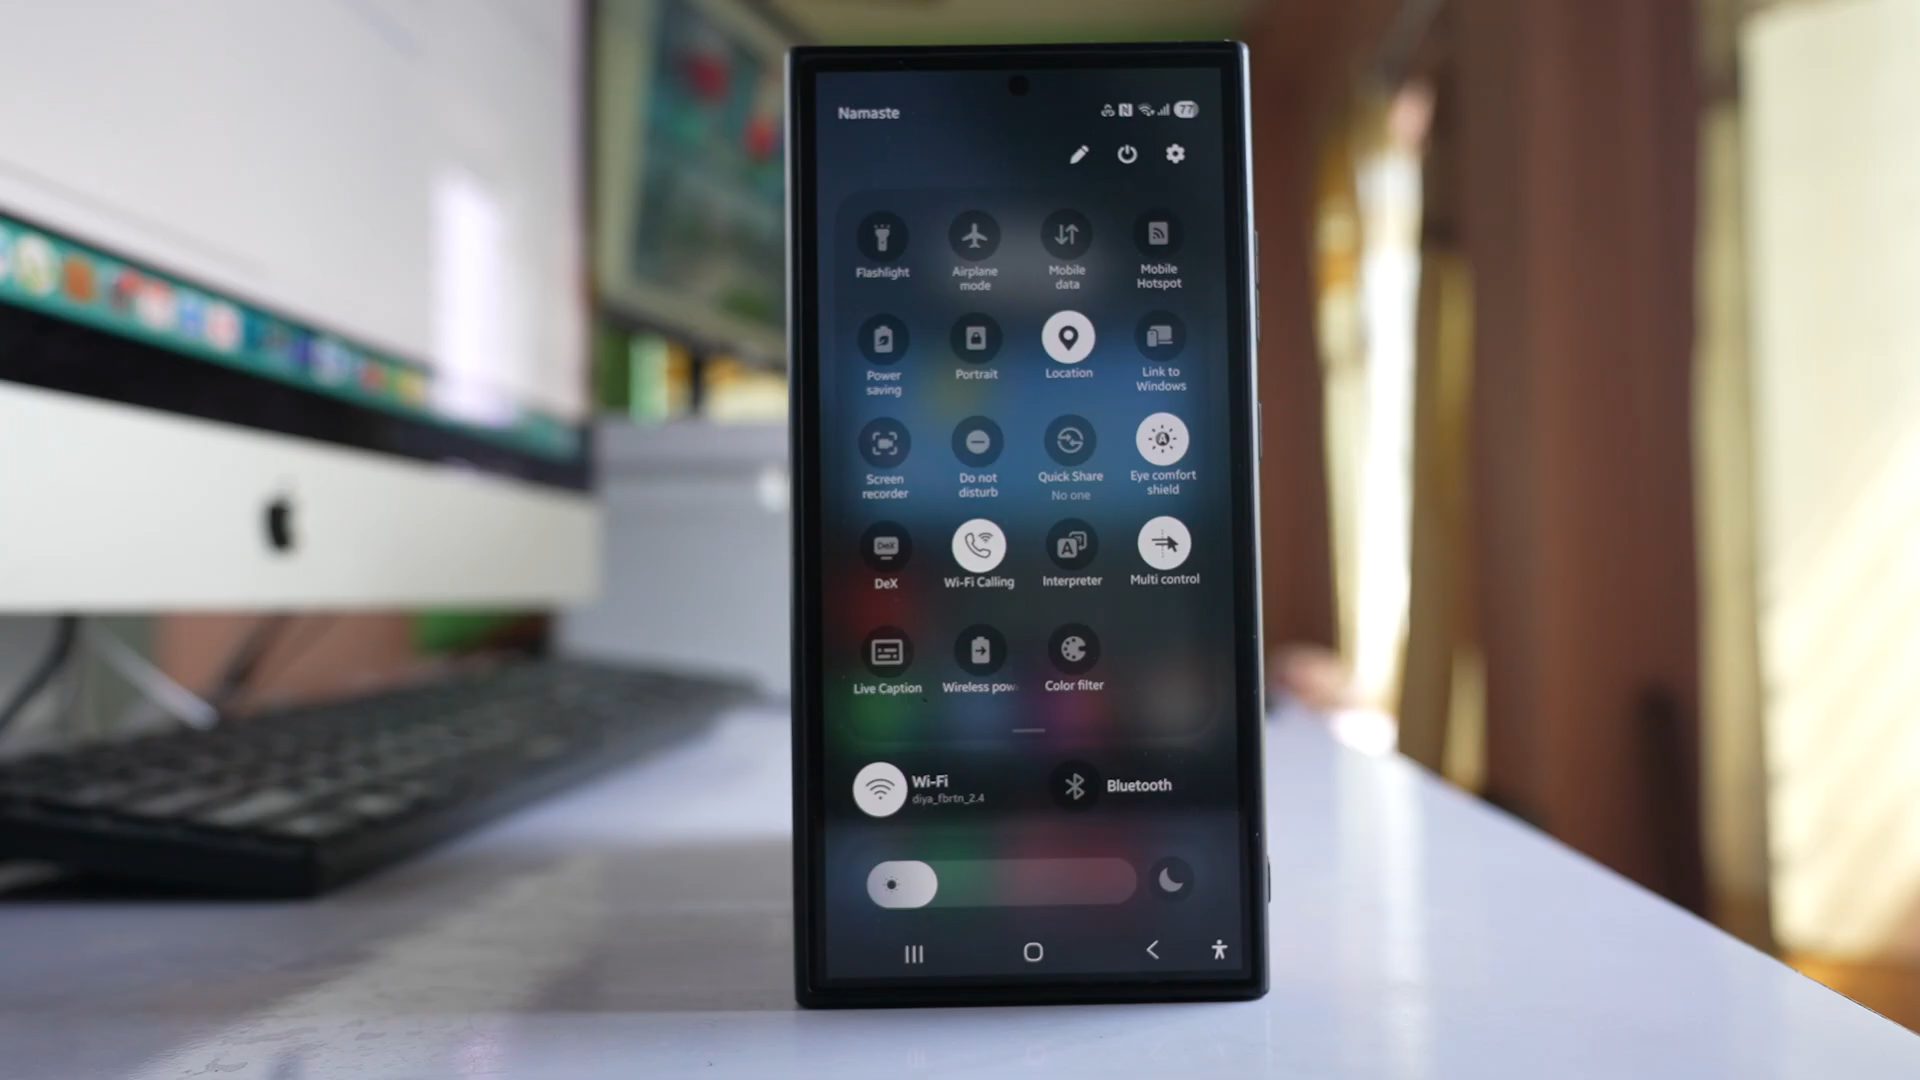 Namaste
77
Flashlight
Airplane
mode
Mobile
data
Mobile
Hotspot
Power
saving
Portrait
Location
Link to
Windows
Screen
recorder
Do not
disturb
Quick Share
No one
Eye comfort
shield
DeX
DeX
Wi-Fi Calling
Interpreter
Multi control
Live Caption
Wireless pow
Color filter
Wi-Fi
diya_fbrtn_2.4
Bluetooth